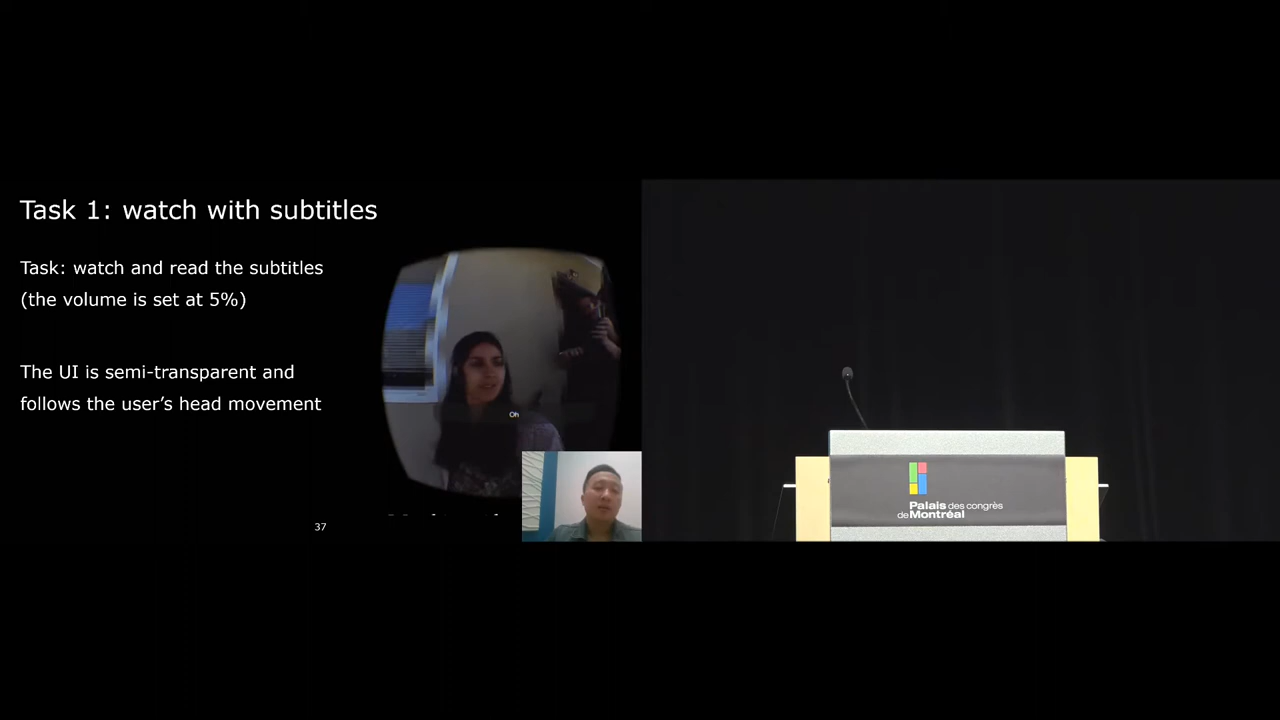 Task 1: watch with subtitles
Task: watch and read the subtitles
(the volume is set at 5%)
The UI is semi-transparent and
follows the user's head movement
Oh
37
Palais des congrès
de Montréal